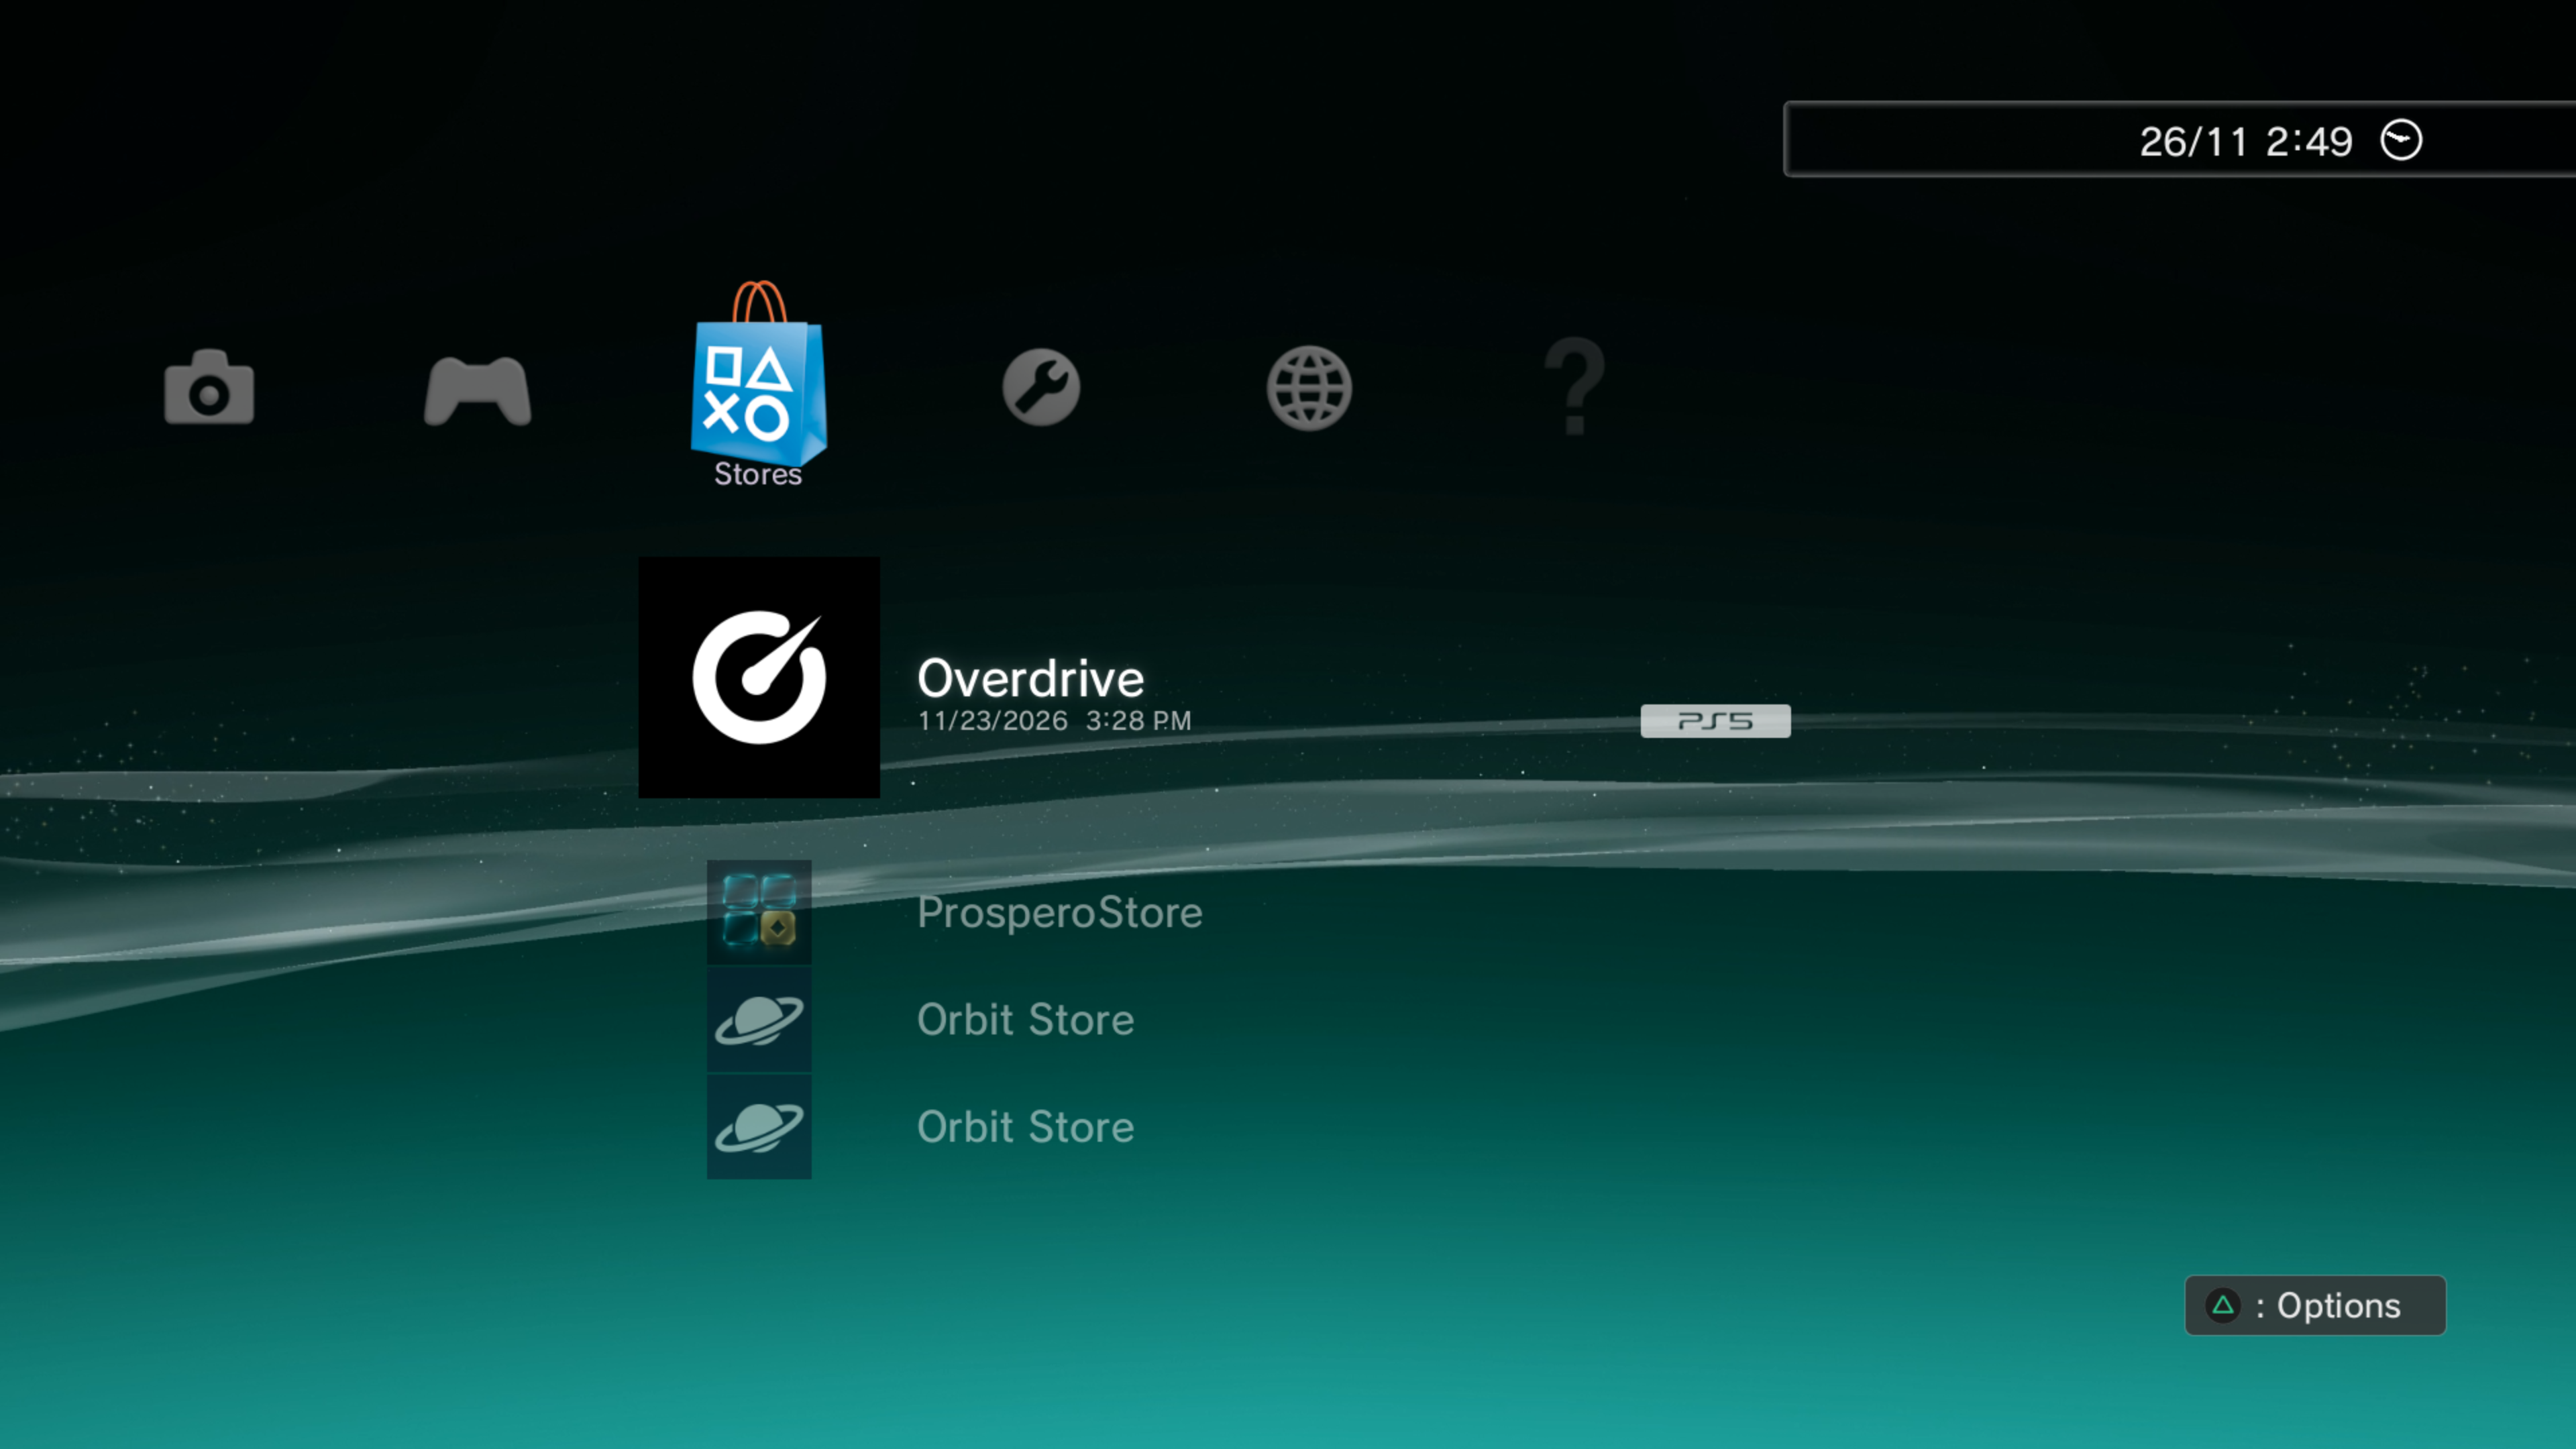 26/11 2:49
Stores
Overdrive
11/23/2026 3:28 PM
PS5
ProsperoStore
Orbit Store
Orbit Store
: Options